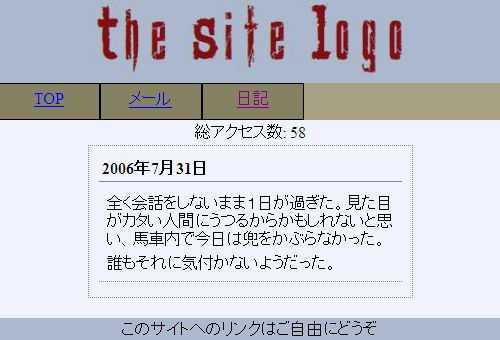 the site logo
TOP メール 日記
総アクセス数: 58
2006年7月31日
全く会話をしないまま１日が過ぎた。見た目
がカタい人間にうつるからかもしれないと思
い、馬車内で今日は兜をかぶらなかった。
誰もそれに気付かないようだった。
このサイトへのリンクはご自由にどうぞ